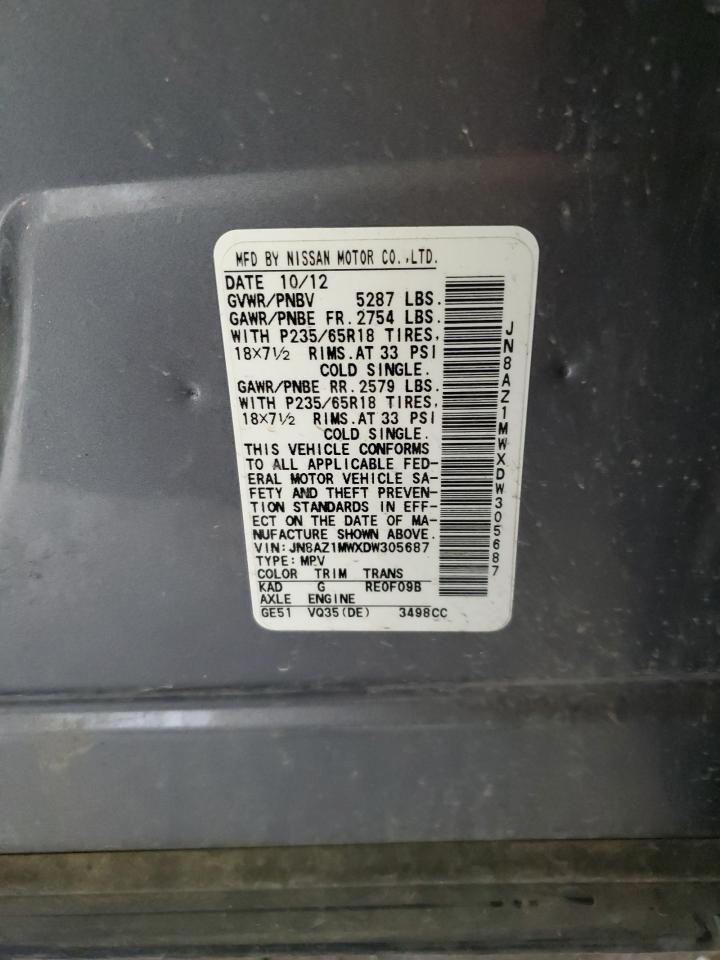 MFD BY NISSAN MOTOR CO.,LTD.
DATE 10/12
GVWR/PNBV 5287 LBS.
GAWR/PNBE FR. 2754 LBS.
WITH P235/65R18 TIRES,
18×7½ RIMS. AT 33 PSI
COLD SINGLE.
GAWR/PNBE RR. 2579 LBS.
WITH P235/65R18 TIRES,
18×7½ RIMS. AT 33 PSI
COLD SINGLE.
THIS VEHICLE CONFORMS
TO ALL APPLICABLE FED-
ERAL MOTOR VEHICLE SA-
FETY AND THEFT PREVEN-
TION STANDARDS IN EFF-
ECT ON THE DATE OF MA-
NUFACTURE SHOWN ABOVE.
VIN: JN8AZ1MWXDW305687
TYPE: MPV
COLOR TRIM TRANS
KAD G RE0F09B
AXLE ENGINE
GE51 VQ35(DE) 3498CC
JN8AZ1MWXDW305687